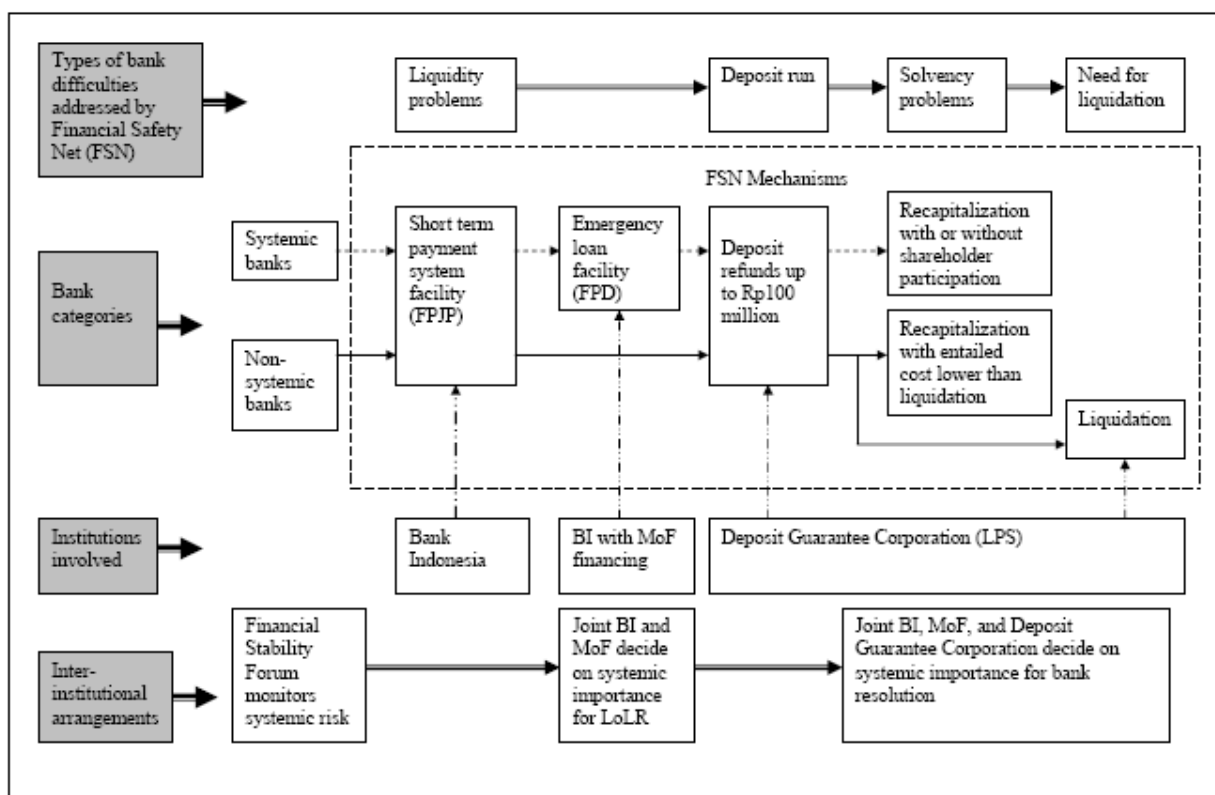 Types of bank
difficulties
addressed by
Financial Safety
Net (FSN)
Liquidity
problems
Deposit run
Solvency
problems
Need for
liquidation
FSN Mechanisms
Bank
categories
Systemic
banks
Non-
systemic
banks
Short term
payment
system
facility
(FPJP)
Emergency
loan
facility
(FPD)
Deposit
refunds up
to Rp100
million
Recapitalization
with or without
shareholder
participation
Recapitalization
with entailed
cost lower than
liquidation
Liquidation
Institutions
involved
Bank
Indonesia
BI with MoF
financing
Deposit Guarantee Corporation (LPS)
Inter-
institutional
arrangements
Financial
Stability
Forum
monitors
systemic risk
Joint BI and
MoF decide
on systemic
importance
for LoLR
Joint BI, MoF, and Deposit
Guarantee Corporation decide on
systemic importance for bank
resolution